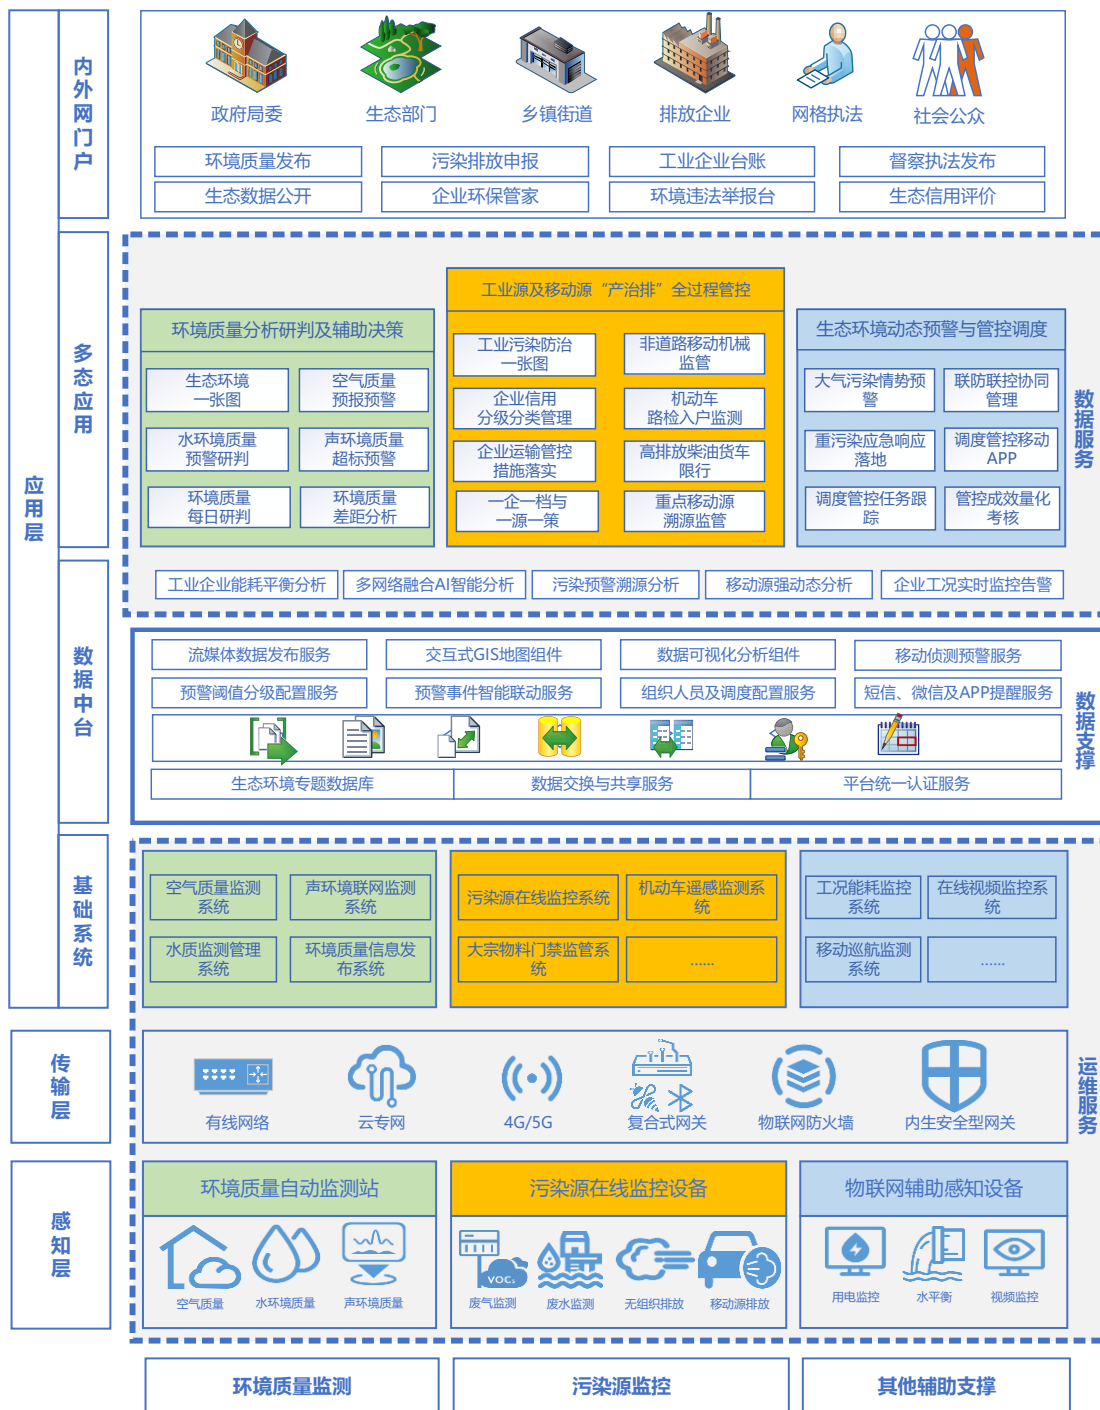 应用层
内外网门户
政府局委
生态部门
乡镇街道
排放企业
网格执法
社会公众
环境质量发布
污染排放申报
工业企业台账
督察执法发布
生态数据公开
企业环保管家
环境违法举报台
生态信用评价
多态应用
数据服务
环境质量分析研判及辅助决策
生态环境
一张图
空气质量
预报预警
水环境质量
预警研判
声环境质量
超标预警
环境质量
每日研判
环境质量
差距分析
工业源及移动源“产治排”全过程管控
工业污染防治
一张图
非道路移动机械
监管
企业信用
分级分类管理
机动车
路检入户监测
企业运输管控
措施落实
高排放柴油货车
限行
一企一档与
一源一策
重点移动源
溯源监管
生态环境动态预警与管控调度
大气污染情势预
警
联防联控协同
管理
重污染应急响应
落地
调度管控移动
APP
调度管控任务跟
踪
管控成效量化
考核
工业企业能耗平衡分析
多网络融合AI智能分析
污染预警溯源分析
移动源强动态分析
企业工况实时监控告警
数据中台
数据支撑
流媒体数据发布服务
交互式GIS地图组件
数据可视化分析组件
移动侦测预警服务
预警阈值分级配置服务
预警事件智能联动服务
组织人员及调度配置服务
短信、微信及APP提醒服务
生态环境专题数据库
数据交换与共享服务
平台统一认证服务
基础系统
空气质量监测
系统
声环境联网监测
系统
水质监测管理
系统
环境质量信息发
布系统
污染源在线监控系统
机动车遥感监测系
统
大宗物料门禁监管系
统
……
工况能耗监控
系统
在线视频监控系
统
移动巡航监测
系统
……
运维服务
传输层
有线网络
云专网
4G/5G
复合式网关
物联网防火墙
内生安全型网关
感知层
环境质量自动监测站
空气质量
水环境质量
声环境质量
污染源在线监控设备
VOCs
废气监测
废水监测
无组织排放
移动源排放
物联网辅助感知设备
用电监控
水平衡
视频监控
环境质量监测
污染源监控
其他辅助支撑